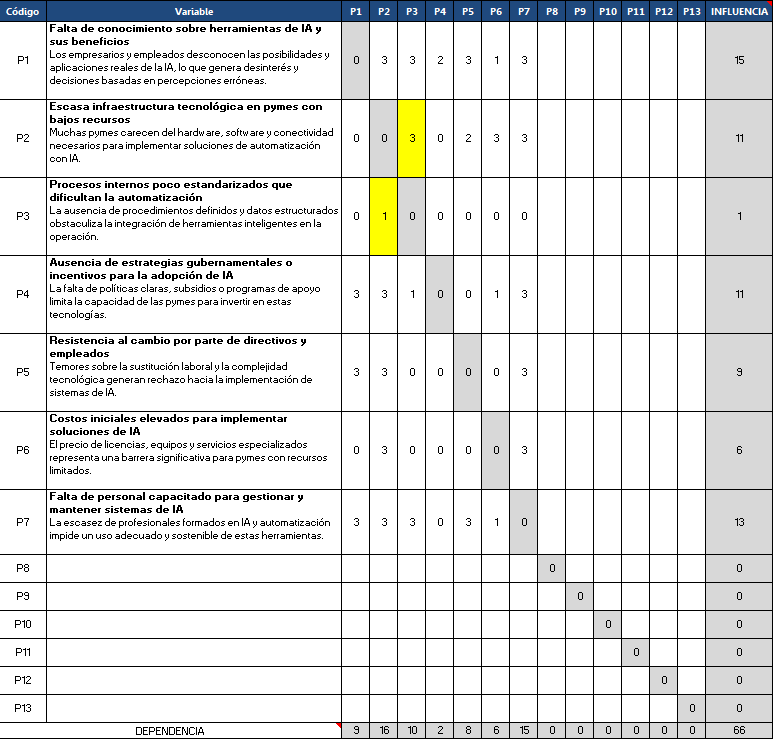 Código Variable P1 P2 P3 P4 P5 P6 P7 P8 P9 P10 P11 P12 P13 INFLUENCIA
Falta de conocimiento sobre herramientas de IA y
sus beneficios
Los empresarios y empleados desconocen las posibilidades y
aplicaciones reales de la IA, lo que genera desinterés y
decisiones basadas en percepciones erróneas.
P1 0 3 3 2 3 1 3 15
Escasa infraestructura tecnológica en pymes con
bajos recursos
Muchas pymes carecen del hardware, software y conectividad
necesarios para implementar soluciones de automatización
con IA.
P2 0 0 3 0 2 3 3 11
Procesos internos poco estandarizados que
dificultan la automatización
La ausencia de procedimientos definidos y datos estructurados
obstaculiza la integración de herramientas inteligentes en la
operación.
P3 0 1 0 0 0 0 0 1
Ausencia de estrategias gubernamentales o
incentivos para la adopción de IA
La falta de políticas claras, subsidios o programas de apoyo
limita la capacidad de las pymes para invertir en estas
tecnologías.
P4 3 3 1 0 0 1 3 11
Resistencia al cambio por parte de directivos y
empleados
Temores sobre la sustitución laboral y la complejidad
tecnológica generan rechazo hacia la implementación de
sistemas de IA.
P5 3 3 0 0 0 0 3 9
Costos iniciales elevados para implementar
soluciones de IA
El precio de licencias, equipos y servicios especializados
representa una barrera significativa para pymes con recursos
limitados.
P6 0 3 0 0 0 0 3 6
Falta de personal capacitado para gestionar y
mantener sistemas de IA
La escasez de profesionales formados en IA y automatización
impide un uso adecuado y sostenible de estas herramientas.
P7 3 3 3 0 3 1 0 13
P8 0 0
P9 0 0
P10 0 0
P11 0 0
P12 0 0
P13 0 0
DEPENDENCIA 9 16 10 2 8 6 15 0 0 0 0 0 0 66